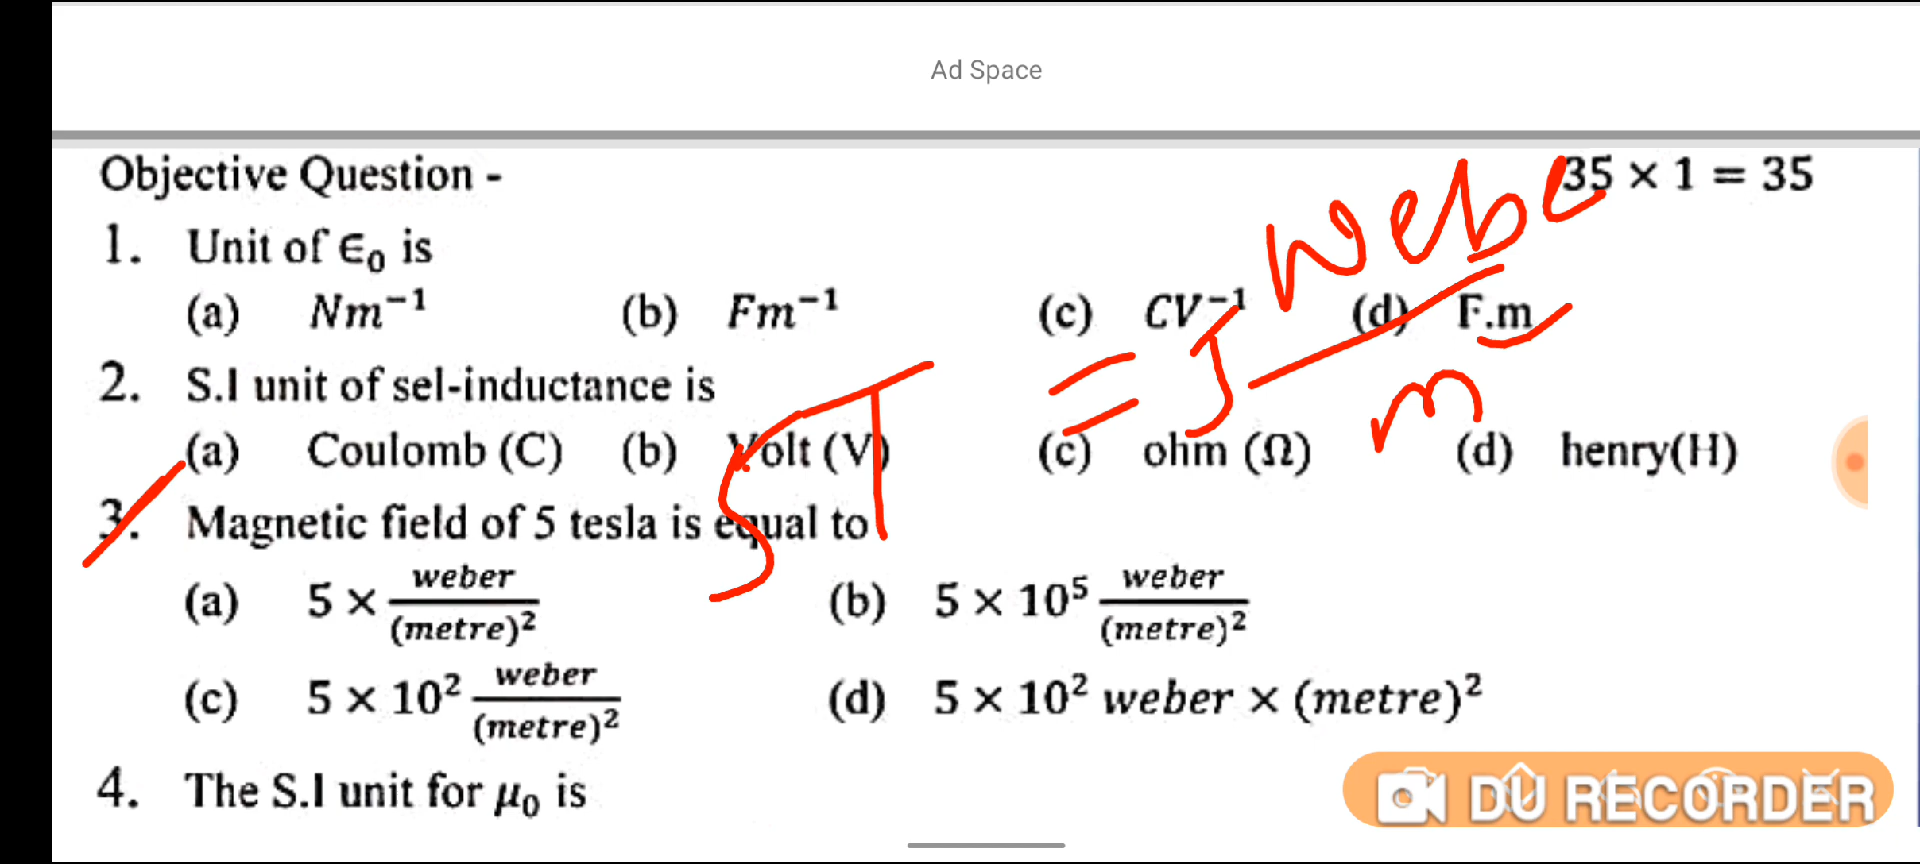 Ad Space
Objective Question - 35 × 1 = 35
1. Unit of ϵ₀ is
(a) Nm⁻¹ (b) Fm⁻¹ (c) CV⁻¹ (d) F.m
2. S.I unit of sel-inductance is
(a) Coulomb (C) (b) Volt (V) (c) ohm (Ω) (d) henry(H)
3. Magnetic field of 5 tesla is equal to
5T = 5 Webe / m
(a) 5 × weber/(metre)² (b) 5 × 10⁵ weber/(metre)²
(c) 5 × 10² weber/(metre)² (d) 5 × 10² weber × (metre)²
4. The S.I unit for μ₀ is
DU RECORDER